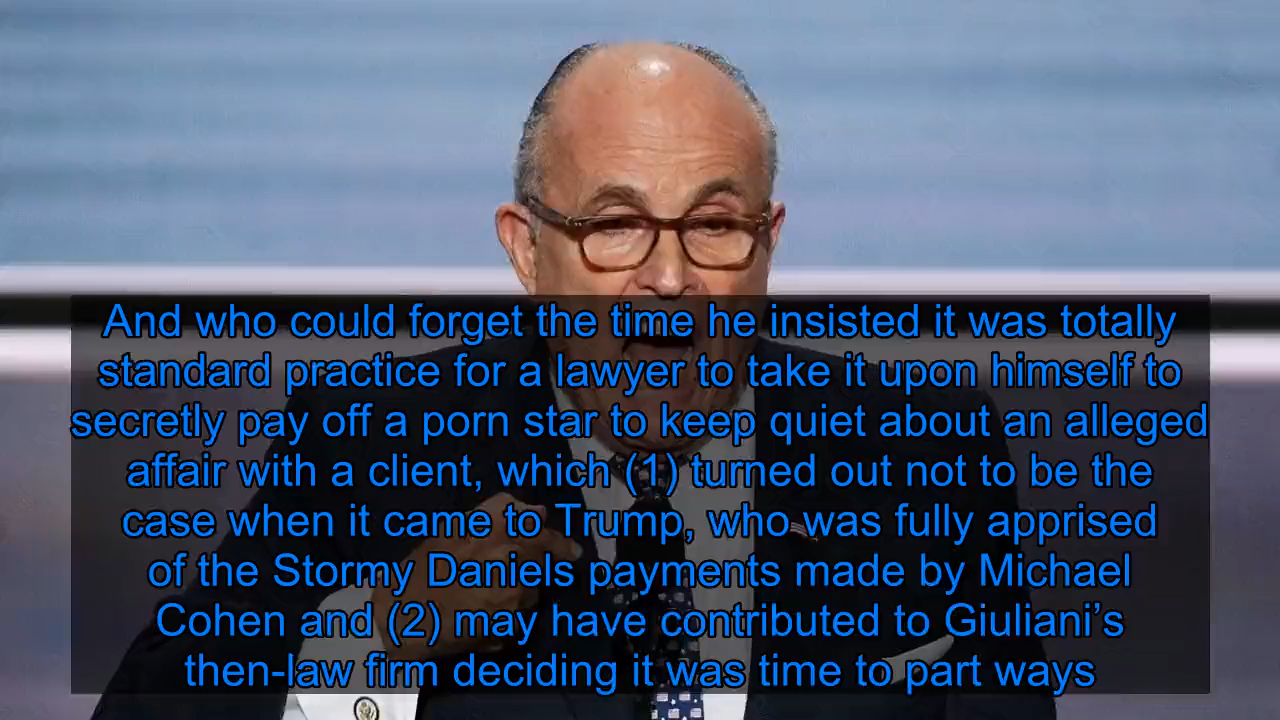 And who could forget the time he insisted it was totally
standard practice for a lawyer to take it upon himself to
secretly pay off a porn star to keep quiet about an alleged
affair with a client, which (1) turned out not to be the
case when it came to Trump, who was fully apprised
of the Stormy Daniels payments made by Michael
Cohen and (2) may have contributed to Giuliani’s
then-law firm deciding it was time to part ways